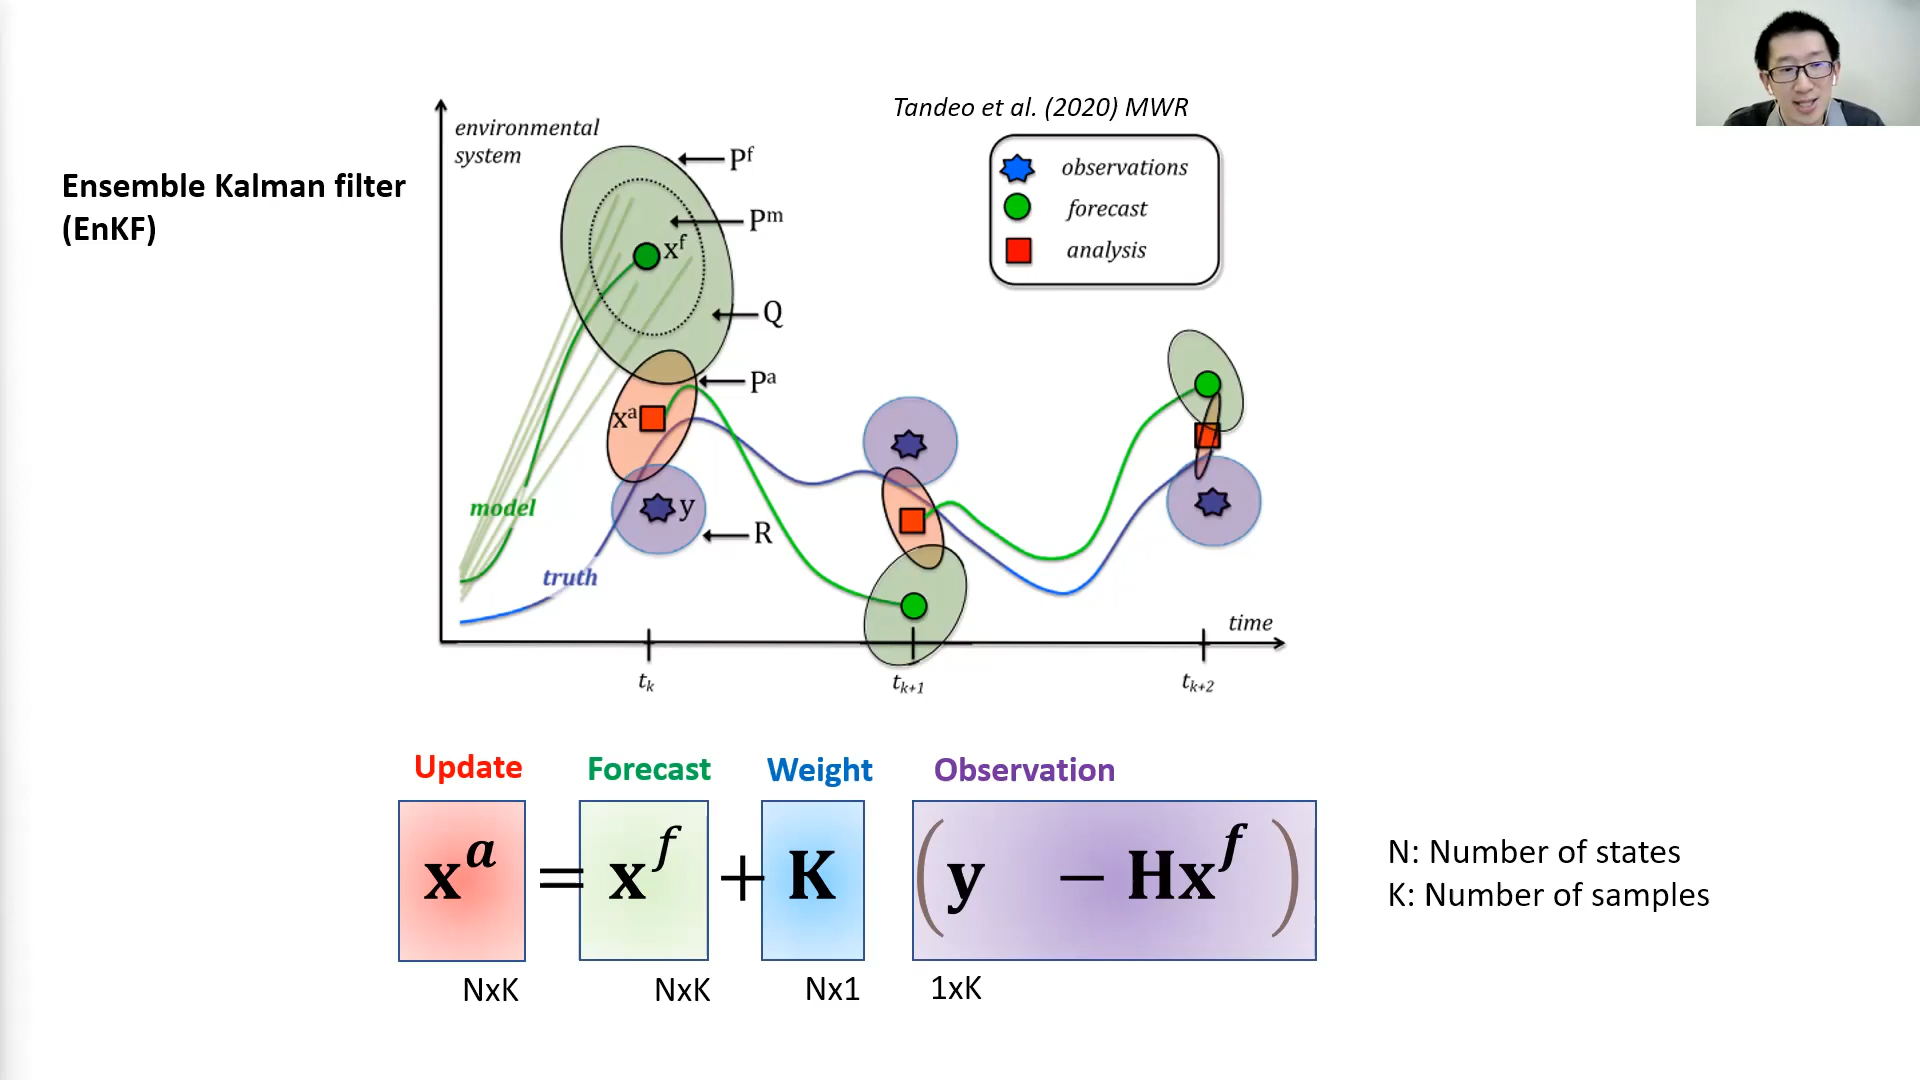 Ensemble Kalman filter
(EnKF)
Tandeo et al. (2020) MWR
environmental
system
observations
forecast
analysis
Pᶠ
Pᵐ
xᶠ
Q
Pᵃ
xᵃ
y
R
model
truth
time
tₖ
tₖ₊₁
tₖ₊₂
Update Forecast Weight Observation
𝐱ᵃ = 𝐱ᶠ + 𝐊 (𝐲 − 𝐇𝐱ᶠ)
NxK NxK Nx1 1xK
N: Number of states
K: Number of samples